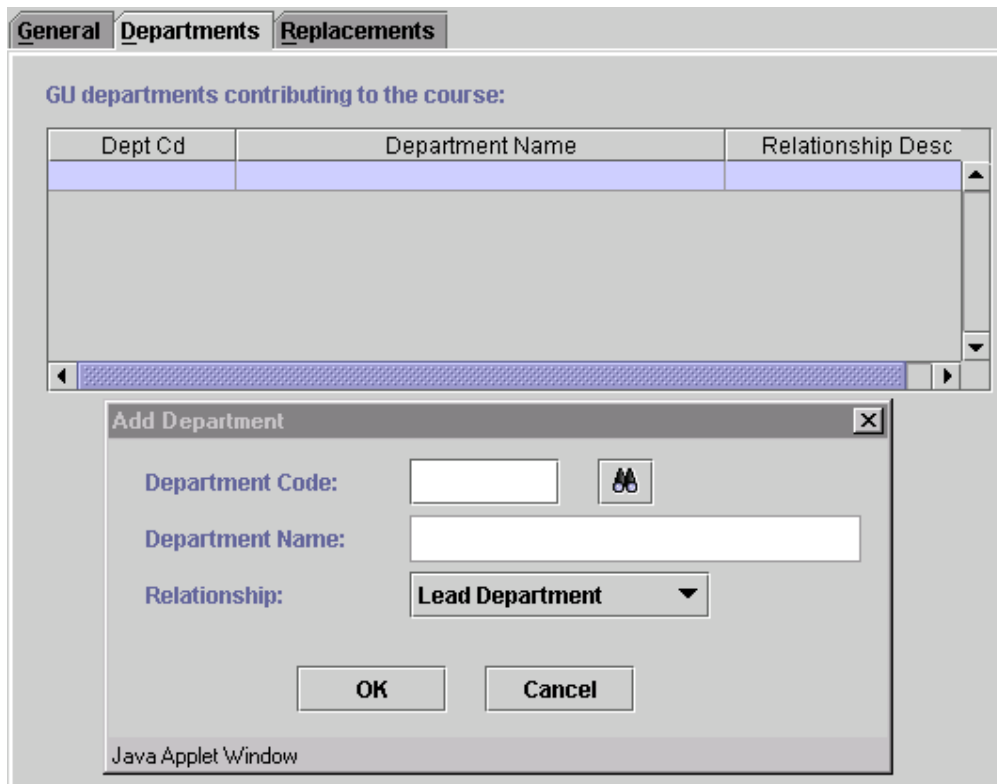 General Departments Replacements
GU departments contributing to the course:
Dept Cd Department Name Relationship Desc
Add Department
Department Code:
Department Name:
Relationship: Lead Department
OK Cancel
Java Applet Window